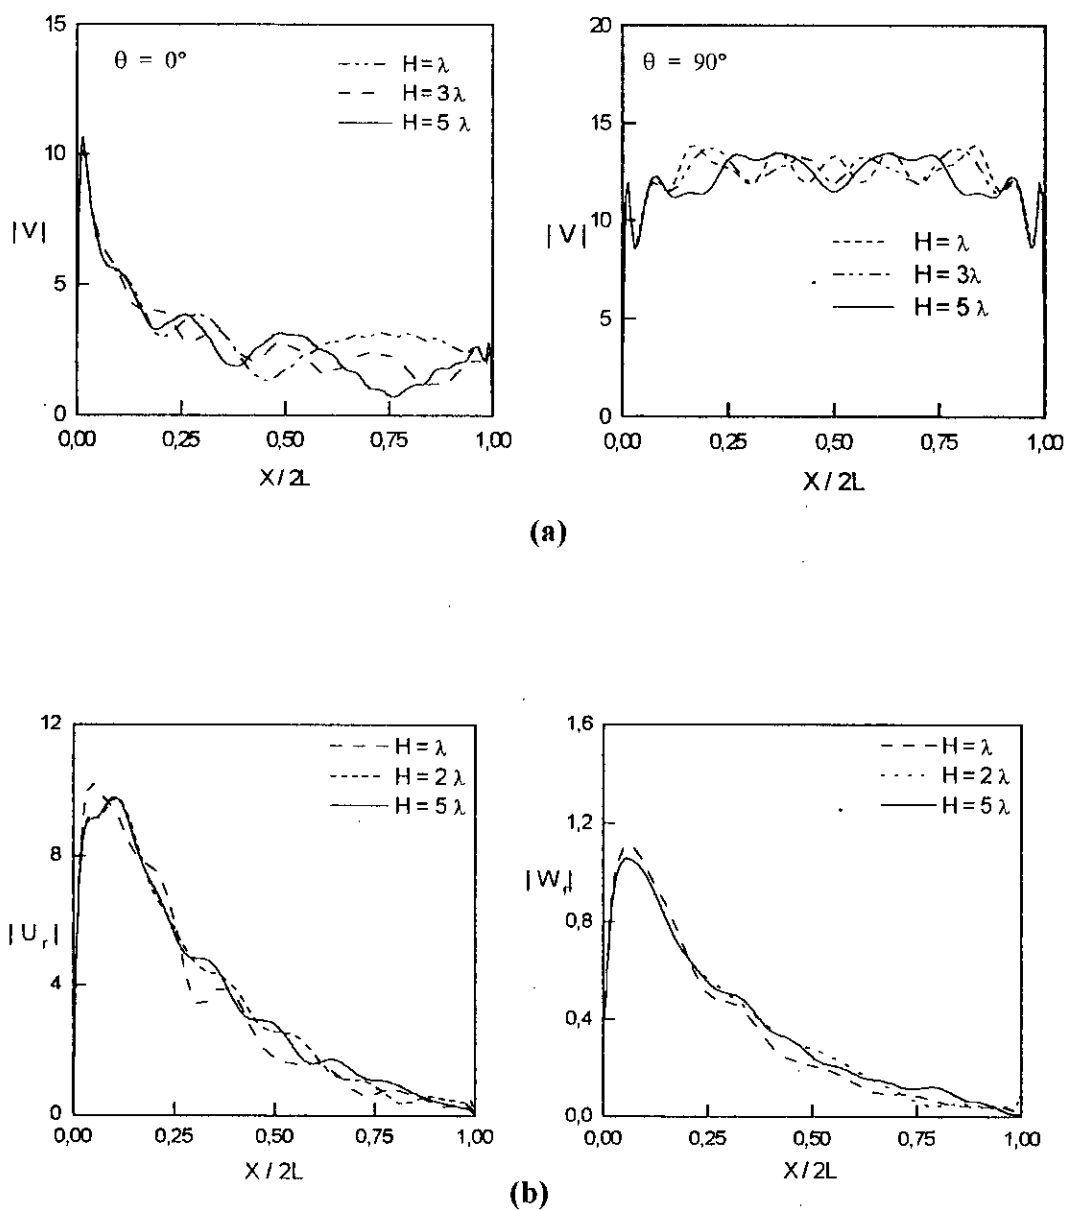 15
θ = 0°
H = λ
H = 3 λ
H = 5 λ
10
|V|
5
0
0,00 0,25 0,50 0,75 1,00
X / 2L
20
θ = 90°
15
|V|
10
H = λ
H = 3λ
H = 5 λ
5
0
0,00 0,25 0,50 0,75 1,00
X / 2L
(a)
12
H = λ
H = 2 λ
H = 5 λ
8
|U r|
4
0
0,00 0,25 0,50 0,75 1,00
X / 2L
1,6
H = λ
H = 2 λ
H = 5 λ
1,2
|W r|
0,8
0,4
0,0
0,00 0,25 0,50 0,75 1,00
X / 2L
(b)